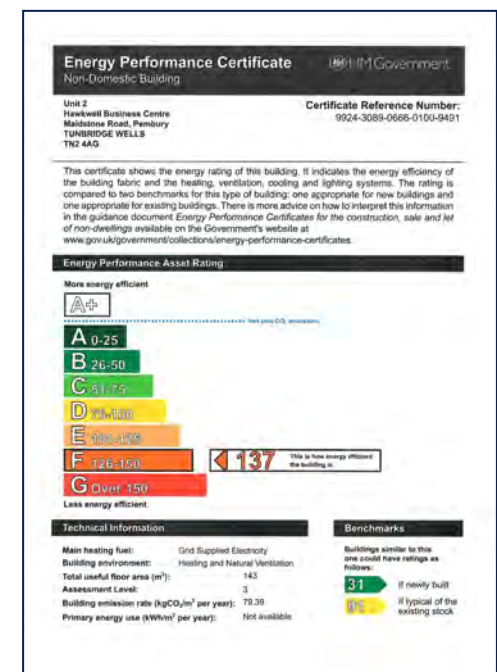 Energy Performance Certificate
HM Government
Non-Domestic Building
Unit 2
Hawkwell Business Centre
Maidstone Road, Pembury
TUNBRIDGE WELLS
TN2 4AG
Certificate Reference Number:
9924-3089-0666-0100-9491
This certificate shows the energy rating of this building. It indicates the energy efficiency of
the building fabric and the heating, ventilation, cooling and lighting systems. The rating is
compared to two benchmarks for this type of building: one appropriate for new buildings and
one appropriate for existing buildings. There is more advice on how to interpret this information
in the guidance document Energy Performance Certificates for the construction, sale and let
of non-dwellings available on the Government's website at
www.gov.uk/government/collections/energy-performance-certificates.
Energy Performance Asset Rating
More energy efficient
A+
Net zero CO₂ emissions
A 0-25
B 26-50
C 51-75
D 76-100
E 101-125
F 126-150
137
This is how energy efficient
the building is.
G Over 150
Less energy efficient
Technical Information
Main heating fuel: Grid Supplied Electricity
Building environment: Heating and Natural Ventilation
Total useful floor area (m²): 143
Assessment Level: 3
Building emission rate (kgCO₂/m² per year): 79.39
Primary energy use (kWh/m² per year): Not available
Benchmarks
Buildings similar to this
one could have ratings as
follows:
31 If newly built
If typical of the
existing stock